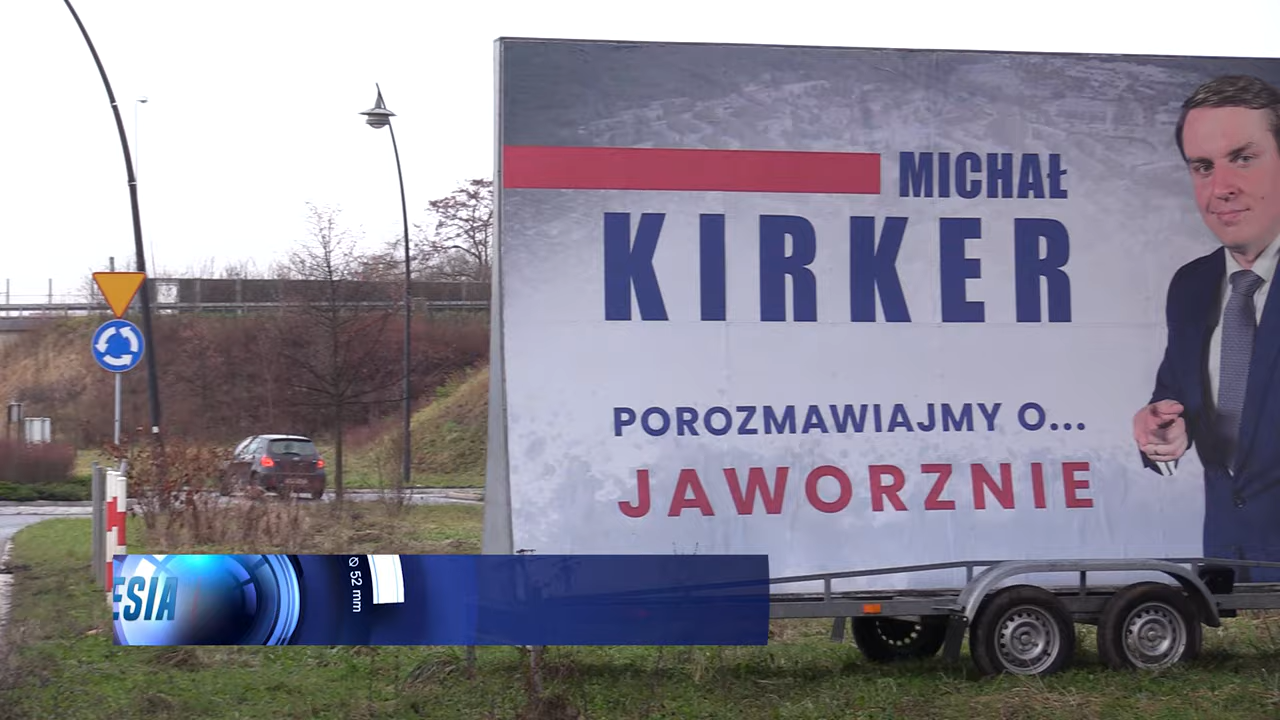 MICHAŁ
KIRKER
POROZMAWIAJMY O...
JAWORZNIE
ESIA
Ø 52 mm